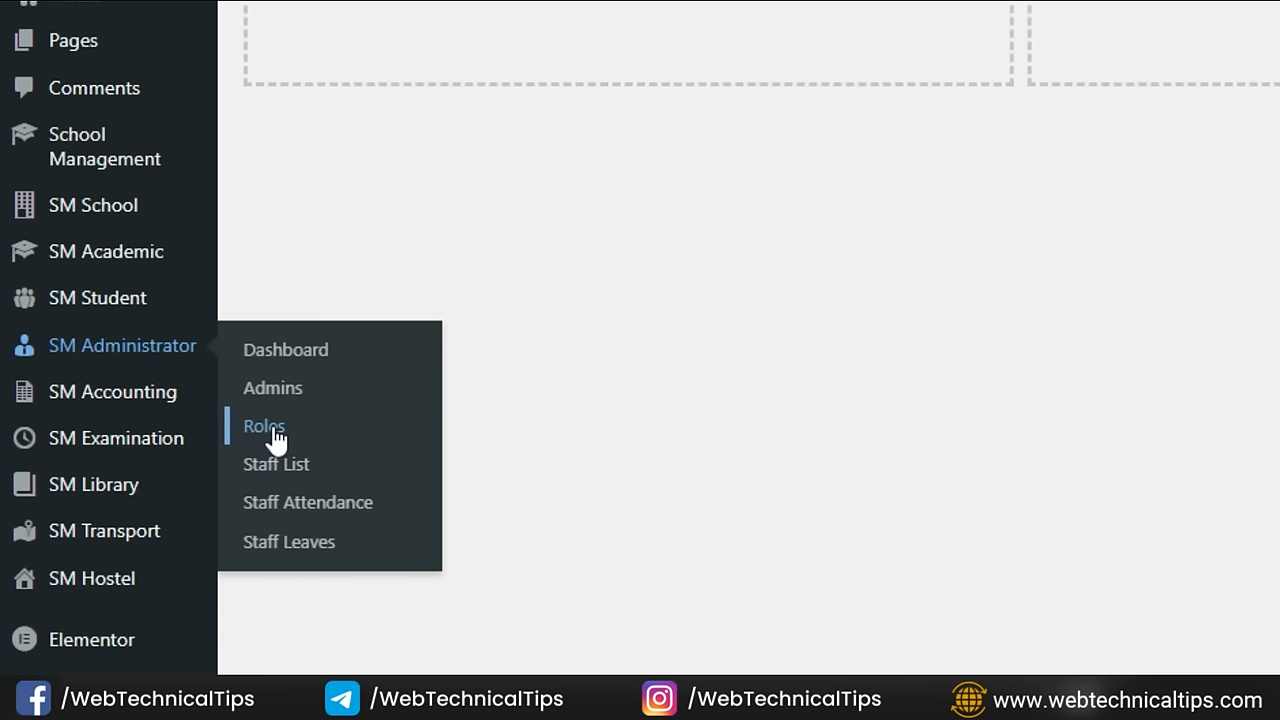 Pages
Comments
School
Management
SM School
SM Academic
SM Student
SM Administrator
SM Accounting
SM Examination
SM Library
SM Transport
SM Hostel
Elementor
Dashboard
Admins
Roles
Staff List
Staff Attendance
Staff Leaves
/WebTechnicalTips
/WebTechnicalTips
/WebTechnicalTips
www.webtechnicaltips.com